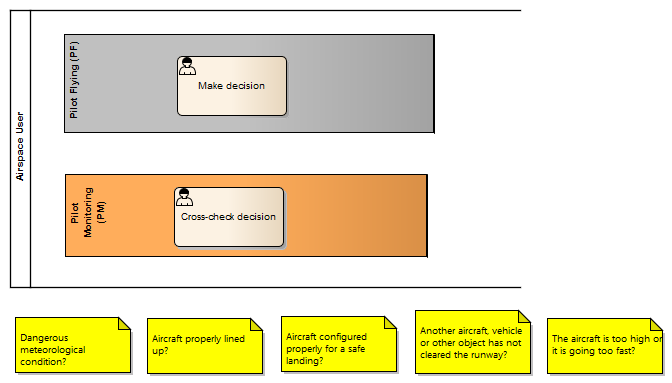 Airspace User
Pilot Flying (PF)
Make decision
Pilot
Monitoring
(PM)
Cross-check decision
Dangerous
meteorological
condition?
Aircraft properly lined
up?
Aircraft configured
properly for a safe
landing?
Another aircraft, vehicle
or other object has not
cleared the runway?
The aircraft is too high or
it is going too fast?